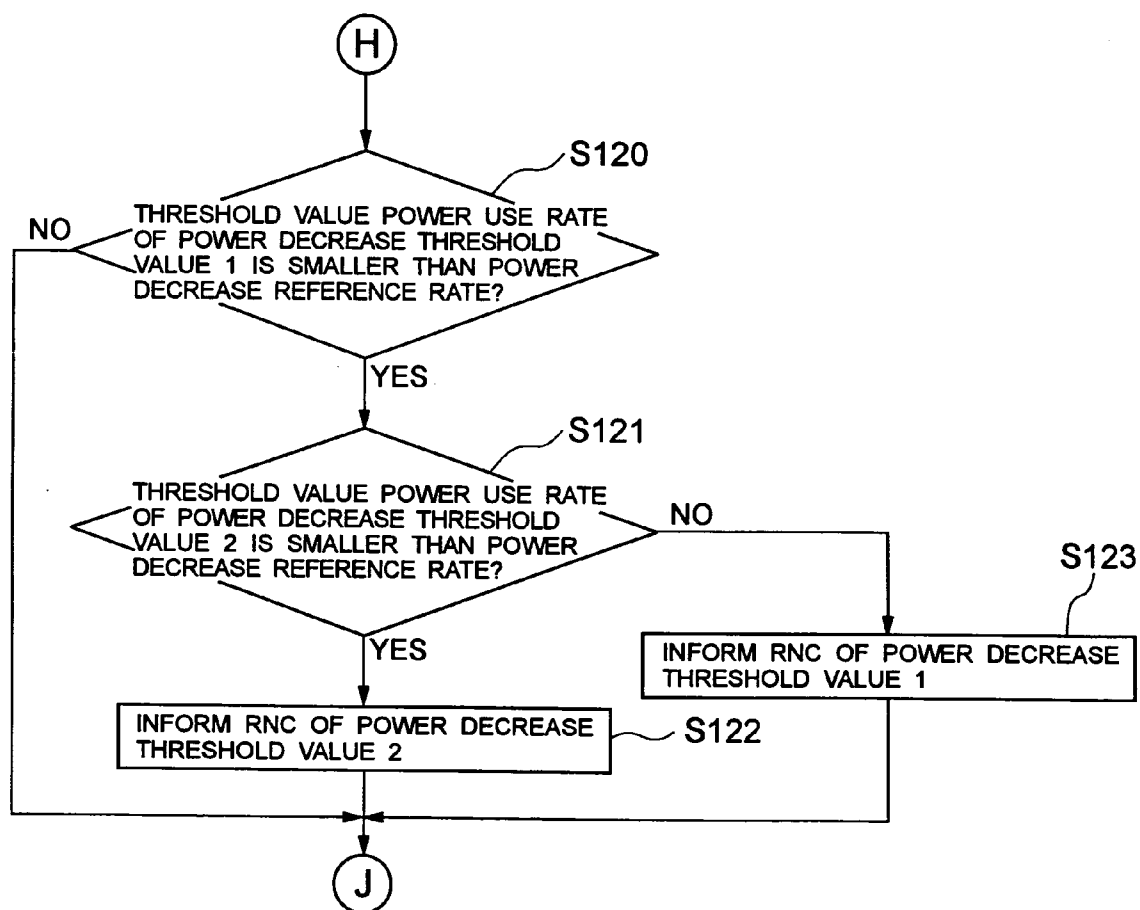 H
S120
THRESHOLD VALUE POWER USE RATE
OF POWER DECREASE THRESHOLD
VALUE 1 IS SMALLER THAN POWER
DECREASE REFERENCE RATE?
NO
YES
S121
THRESHOLD VALUE POWER USE RATE
OF POWER DECREASE THRESHOLD
VALUE 2 IS SMALLER THAN POWER
DECREASE REFERENCE RATE?
NO
YES
S123
INFORM RNC OF POWER DECREASE
THRESHOLD VALUE 1
INFORM RNC OF POWER DECREASE
THRESHOLD VALUE 2
S122
J